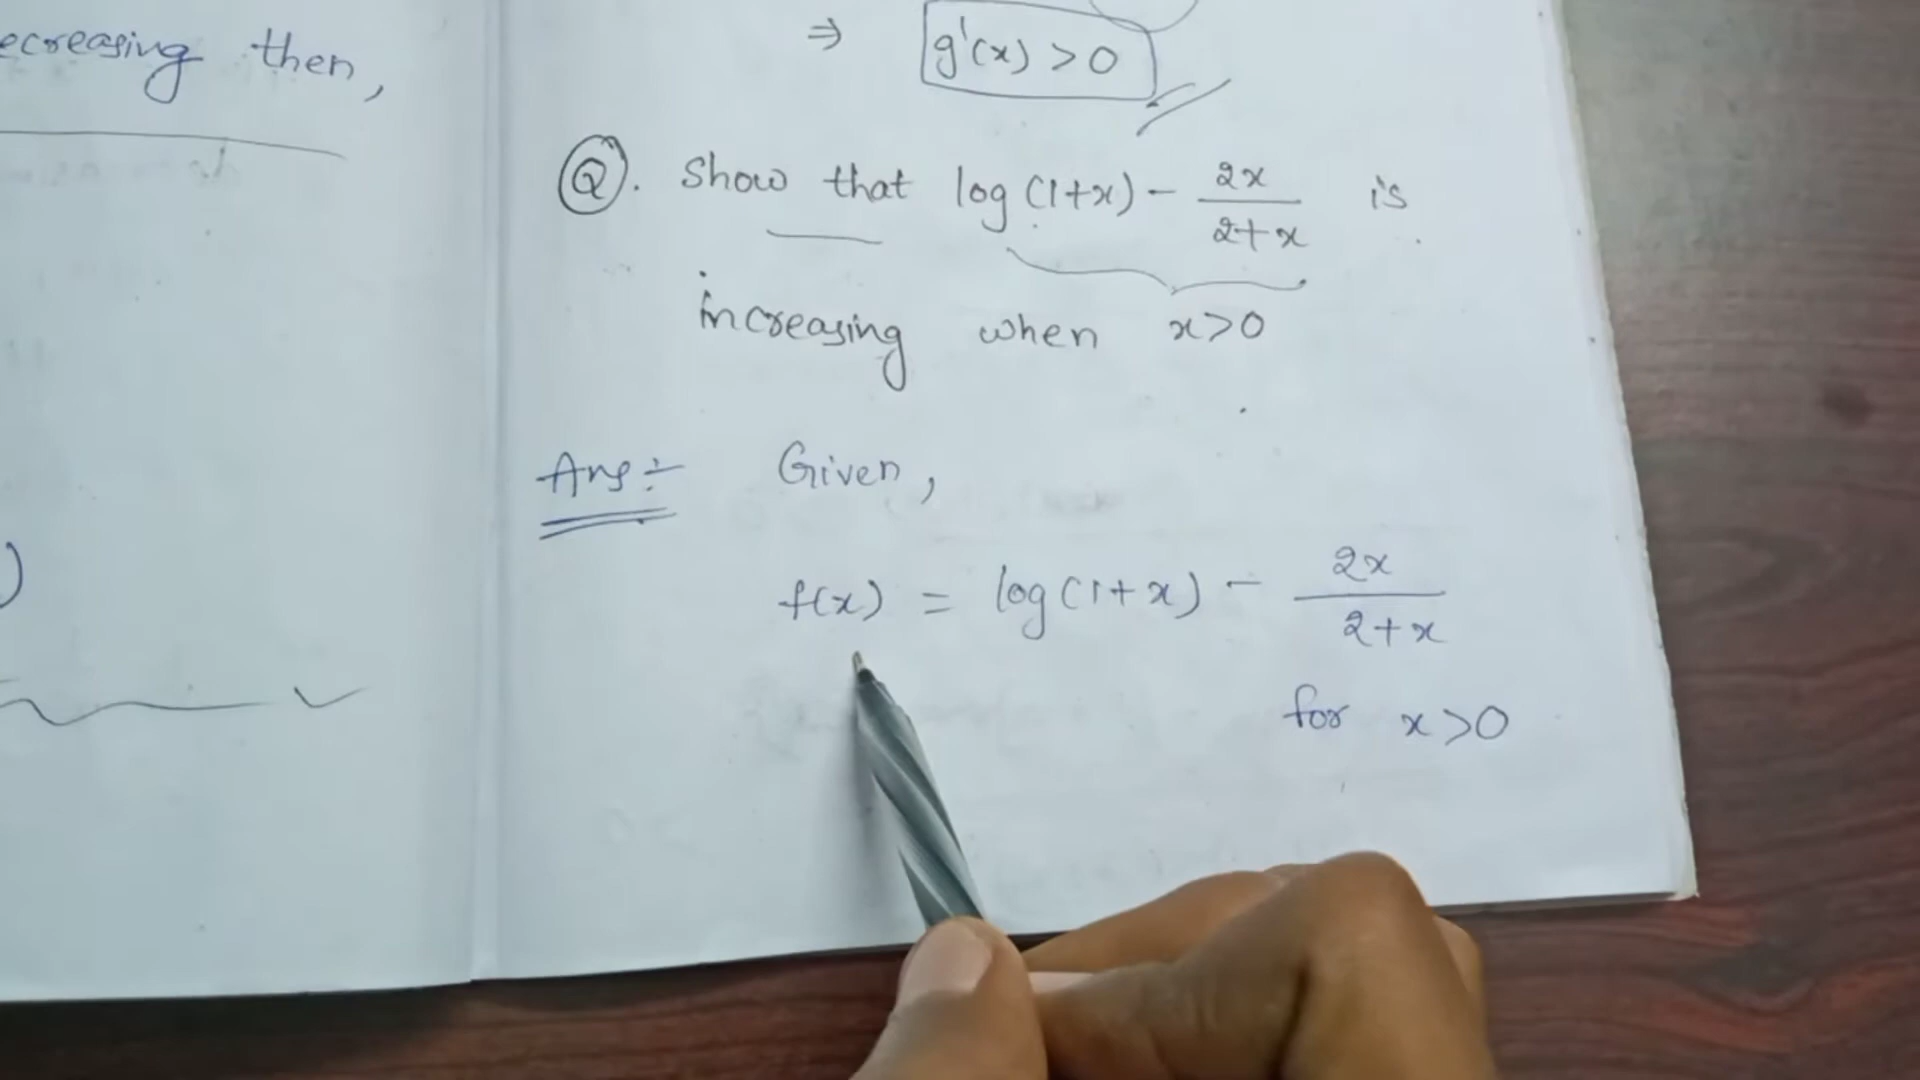 then,
)
⇒ g'(x) > 0
Q. Show that log (1+x) - 2x/2+x is
increasing when x>0
Ans:- Given,
f(x) = log(1+x) - 2x/2+x
for x>0